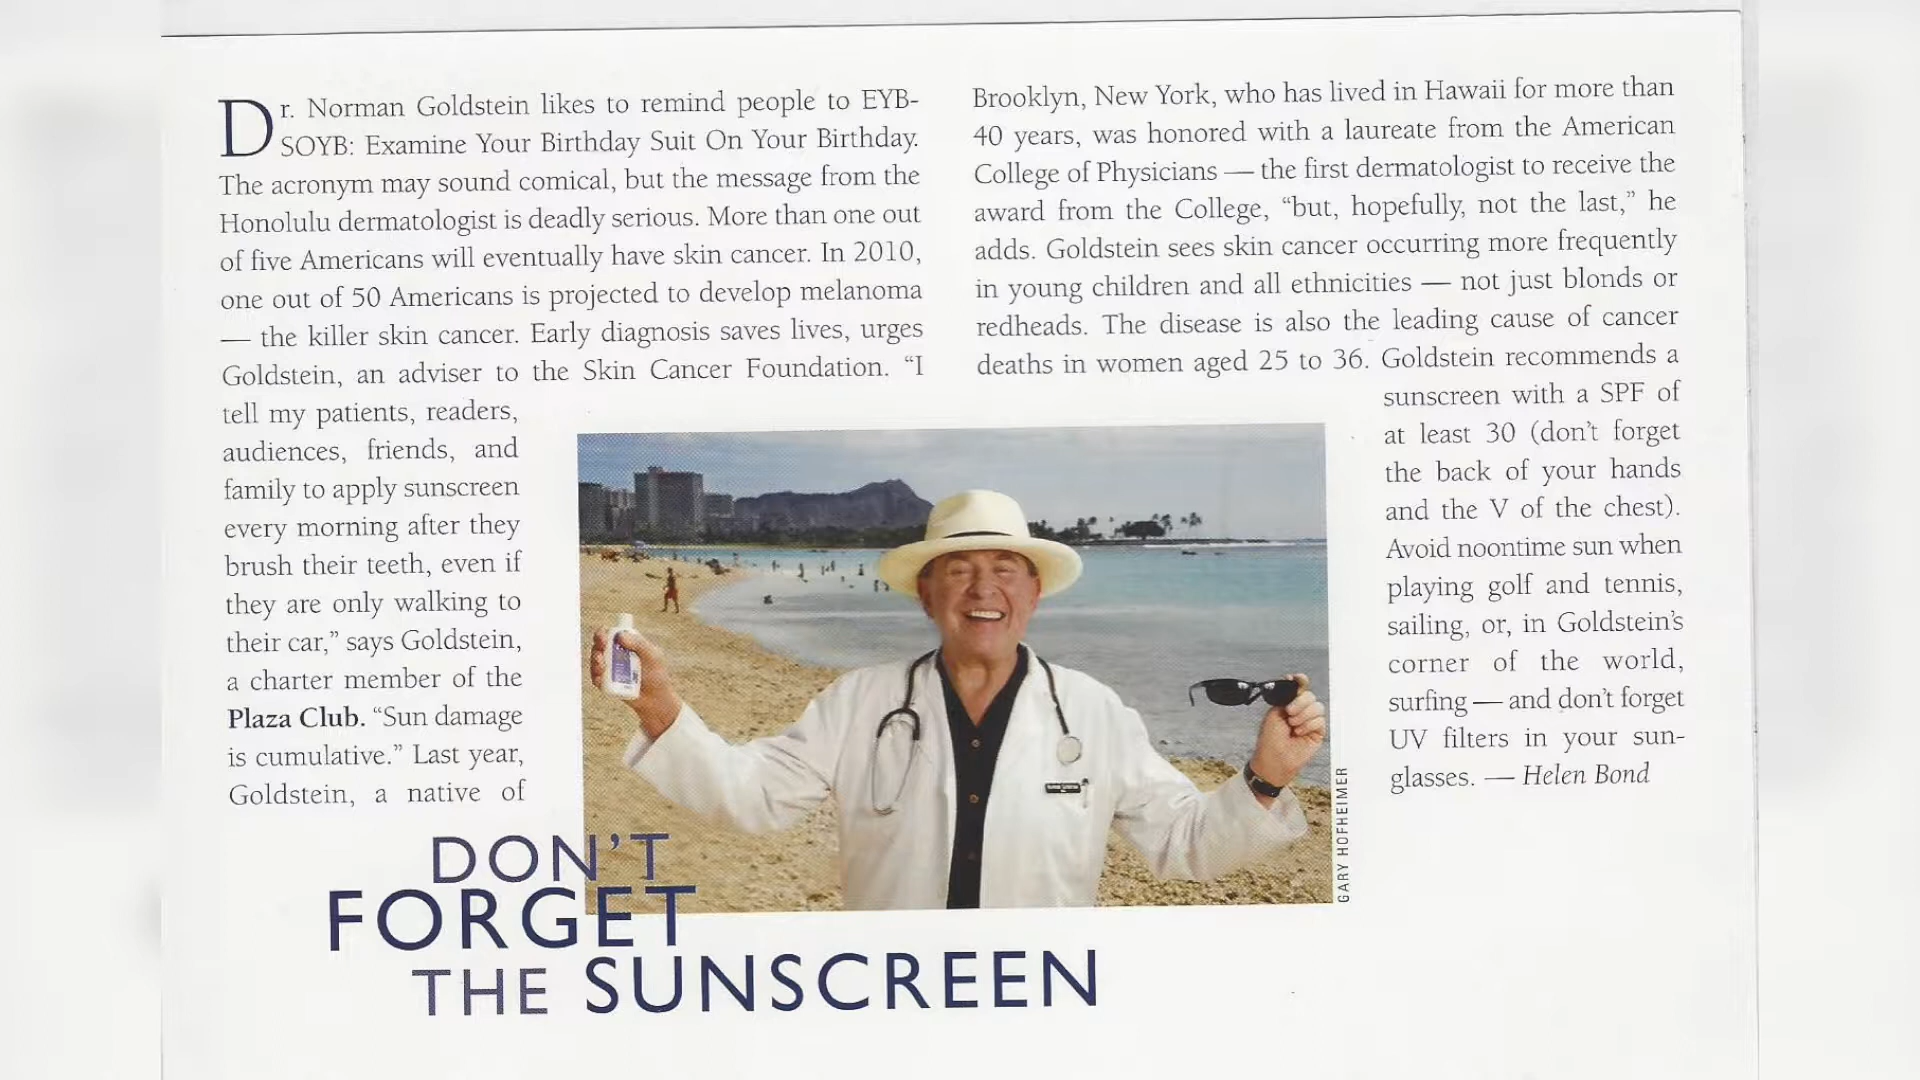 Dr. Norman Goldstein likes to remind people to EYB-
SOYB: Examine Your Birthday Suit On Your Birthday.
The acronym may sound comical, but the message from the
Honolulu dermatologist is deadly serious. More than one out
of five Americans will eventually have skin cancer. In 2010,
one out of 50 Americans is projected to develop melanoma
— the killer skin cancer. Early diagnosis saves lives, urges
Goldstein, an adviser to the Skin Cancer Foundation. “I
tell my patients, readers,
audiences, friends, and
family to apply sunscreen
every morning after they
brush their teeth, even if
they are only walking to
their car,” says Goldstein,
a charter member of the
Plaza Club. “Sun damage
is cumulative.” Last year,
Goldstein, a native of
Brooklyn, New York, who has lived in Hawaii for more than
40 years, was honored with a laureate from the American
College of Physicians — the first dermatologist to receive the
award from the College, “but, hopefully, not the last,” he
adds. Goldstein sees skin cancer occurring more frequently
in young children and all ethnicities — not just blonds or
redheads. The disease is also the leading cause of cancer
deaths in women aged 25 to 36. Goldstein recommends a
sunscreen with a SPF of
at least 30 (don’t forget
the back of your hands
and the V of the chest).
Avoid noontime sun when
playing golf and tennis,
sailing, or, in Goldstein’s
corner of the world,
surfing — and don’t forget
UV filters in your sun-
glasses. — Helen Bond
GARY HOFHEIMER
DON’T
FORGET
THE SUNSCREEN